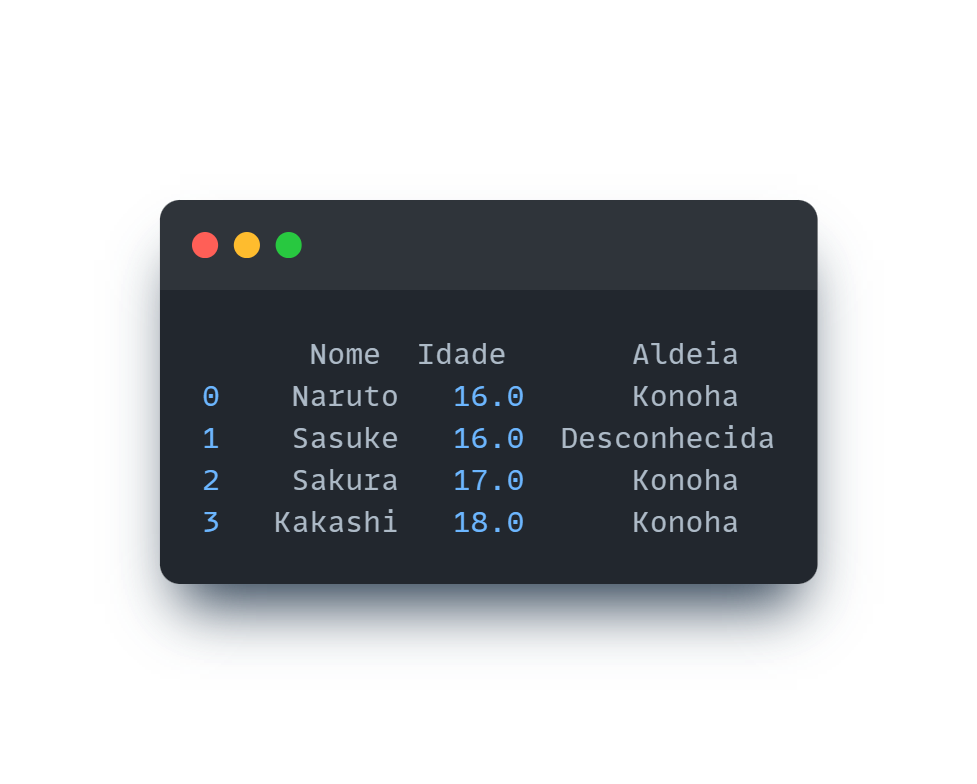 Nome Idade Aldeia
0 Naruto 16.0 Konoha
1 Sasuke 16.0 Desconhecida
2 Sakura 17.0 Konoha
3 Kakashi 18.0 Konoha